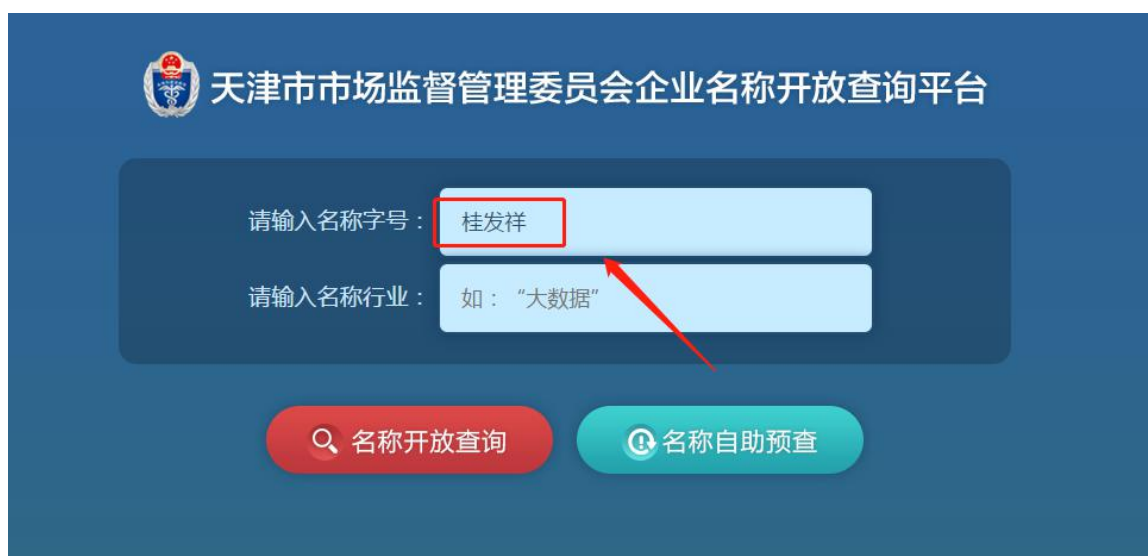 天津市市场监督管理委员会企业名称开放查询平台
请输入名称字号： 桂发祥
请输入名称行业： 如：“大数据”
名称开放查询 名称自助预查